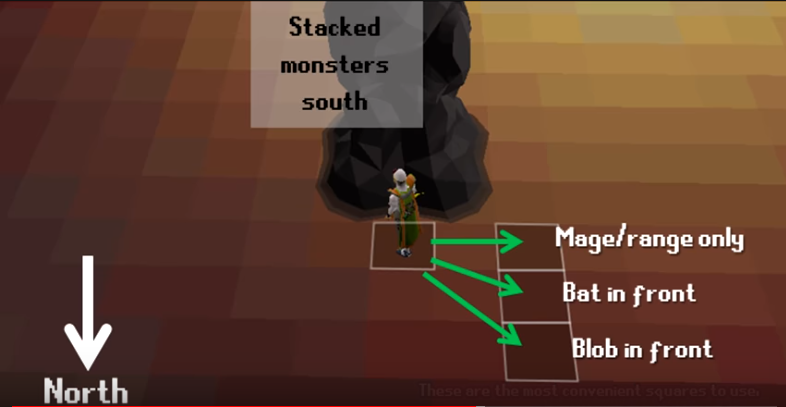 Stacked
monsters
south
Mage/range only
Bat in front
Blob in front
North
These are the most convenient squares to use.